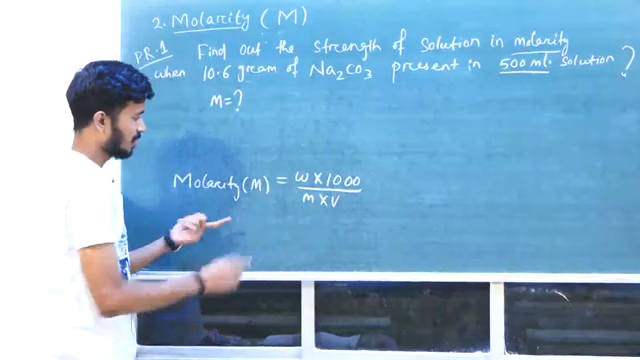 2. Molarity (M)
PR.1 Find out the strength of solution in molarity
when 10.6 gream of Na2CO3 present in 500 ml. solution ?
M=?
Molarity (M) = W×1000
m×V